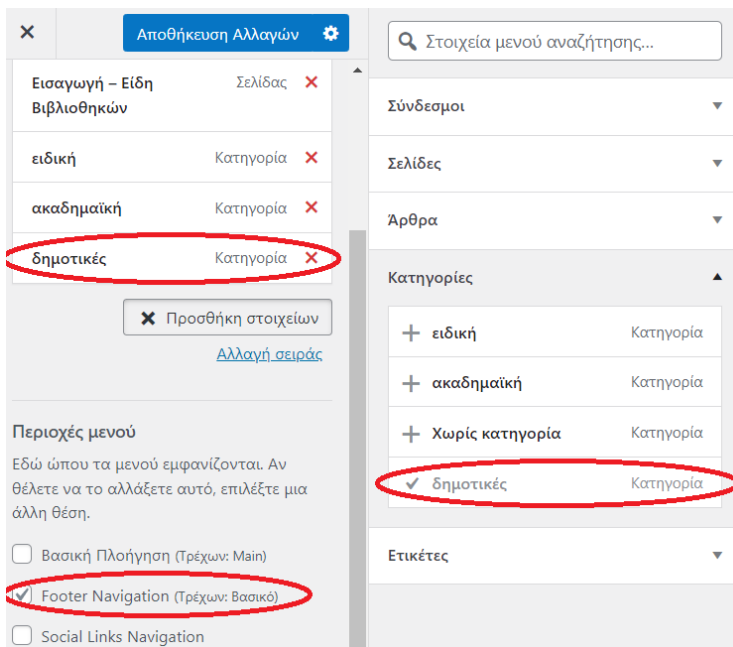 Αποθήκευση Αλλαγών
Εισαγωγή – Είδη Βιβλιοθηκών Σελίδας
ειδική Κατηγορία
ακαδημαϊκή Κατηγορία
δημοτικές Κατηγορία
Προσθήκη στοιχείων
Αλλαγή σειράς
Περιοχές μενού
Εδώ ώπου τα μενού εμφανίζονται. Αν
θέλετε να το αλλάξετε αυτό, επιλέξτε μια
άλλη θέση.
Βασική Πλοήγηση (Τρέχων: Main)
Footer Navigation (Τρέχων: Βασικό)
Social Links Navigation
Στοιχεία μενού αναζήτησης...
Σύνδεσμοι
Σελίδες
Άρθρα
Κατηγορίες
ειδική Κατηγορία
ακαδημαϊκή Κατηγορία
Χωρίς κατηγορία Κατηγορία
δημοτικές Κατηγορία
Ετικέτες